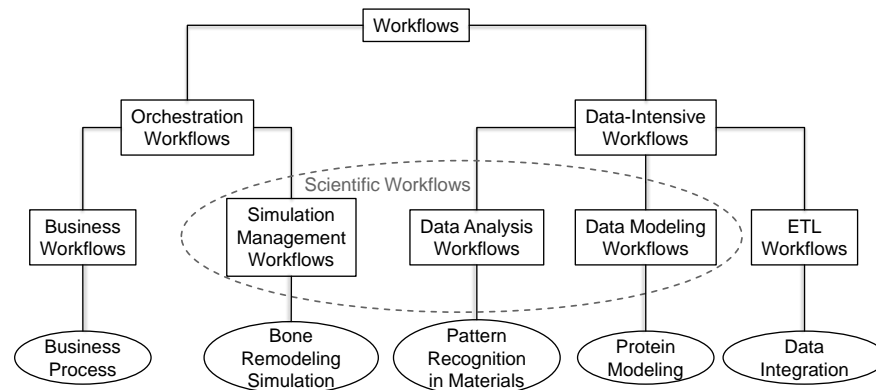 Workflows
Orchestration
Workflows
Data-Intensive
Workflows
Scientific Workflows
Business
Workflows
Simulation
Management
Workflows
Data Analysis
Workflows
Data Modeling
Workflows
ETL
Workflows
Business
Process
Bone
Remodeling
Simulation
Pattern
Recognition
in Materials
Protein
Modeling
Data
Integration